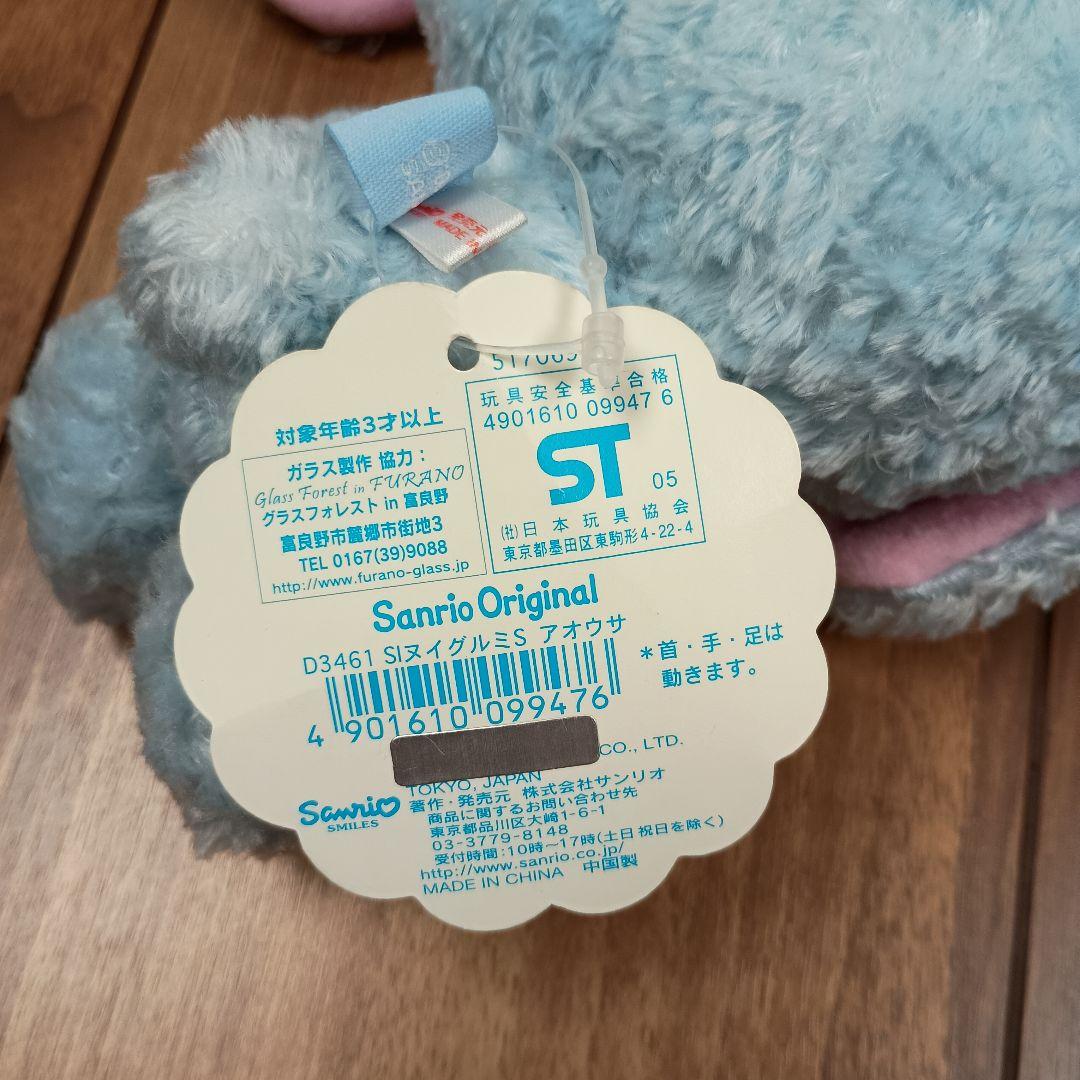 発売元
MADE IN
517069
対象年齢3才以上
ガラス製作 協力：
Glass Forest in FURANO
グラスフォレスト in 富良野
富良野市麓郷市街地3
TEL 0167(39)9088
http://www.furano-glass.jp
玩具安全基準合格
4901610 09947 6
ST 05
(社)日本玩具協会
東京都墨田区東駒形4-22-4
Sanrio Original
D3461 SIヌイグルミS アオウサ
4 901610 099476
＊首・手・足は
動きます。
CO., LTD.
TOKYO, JAPAN
Sanrio
SMILES
著作・発売元 株式会社サンリオ
商品に関するお問い合わせ先
東京都品川区大崎1-6-1
03-3779-8148
受付時間：10時〜17時(土日祝日を除く)
http://www.sanrio.co.jp/
MADE IN CHINA 中国製